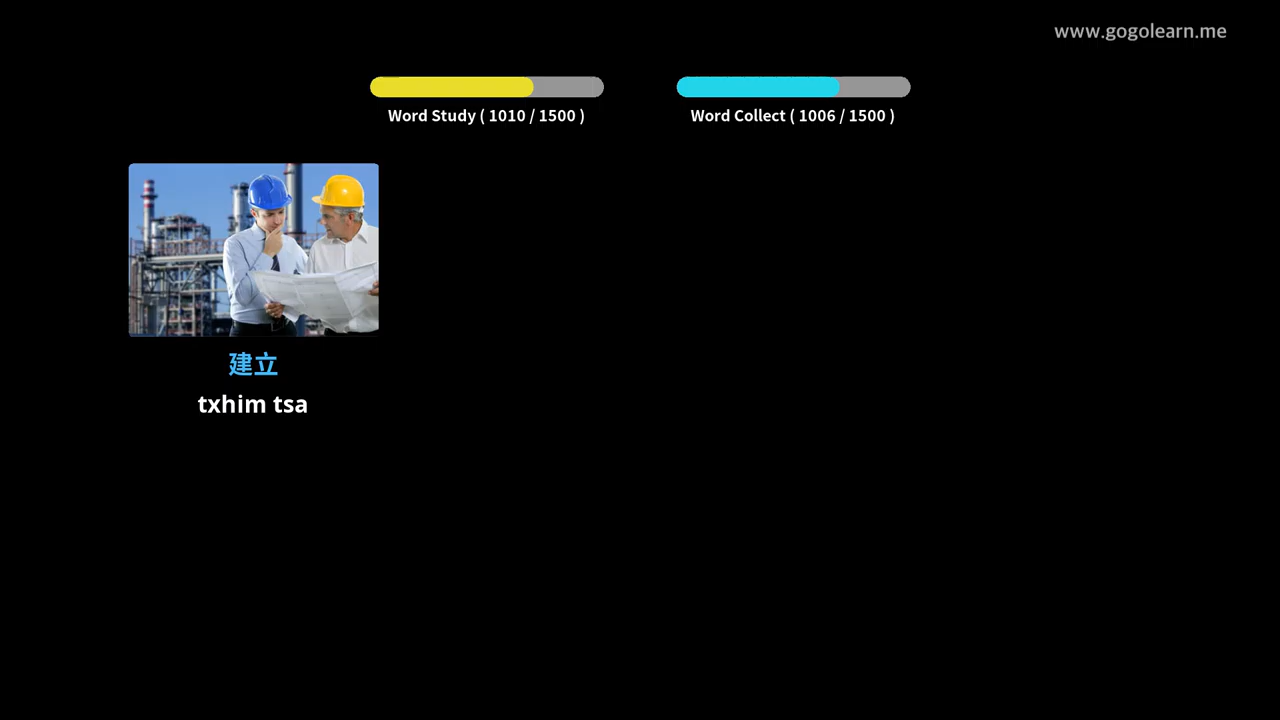 www.gogolearn.me
Word Study ( 1010 / 1500 )
Word Collect ( 1006 / 1500 )
建立
txhim tsa